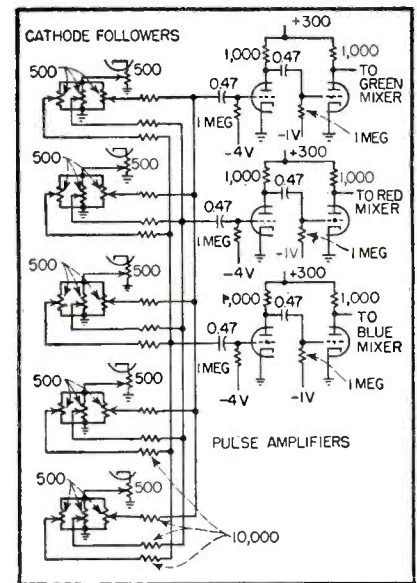 CATHODE FOLLOWERS
+300
1,000
0.47
1,000
500
500
TO
GREEN
MIXER
0.47
1 MEG
1 MEG
-4V
-1V
+300
500
500
1,000
0.47
1,000
TO RED
MIXER
0.47
1 MEG
1 MEG
-4V
-1V
+300
500
500
1,000
0.47
1,000
TO
BLUE
MIXER
0.47
1 MEG
1 MEG
-4V
-1V
500
500
PULSE AMPLIFIERS
500
500
10,000